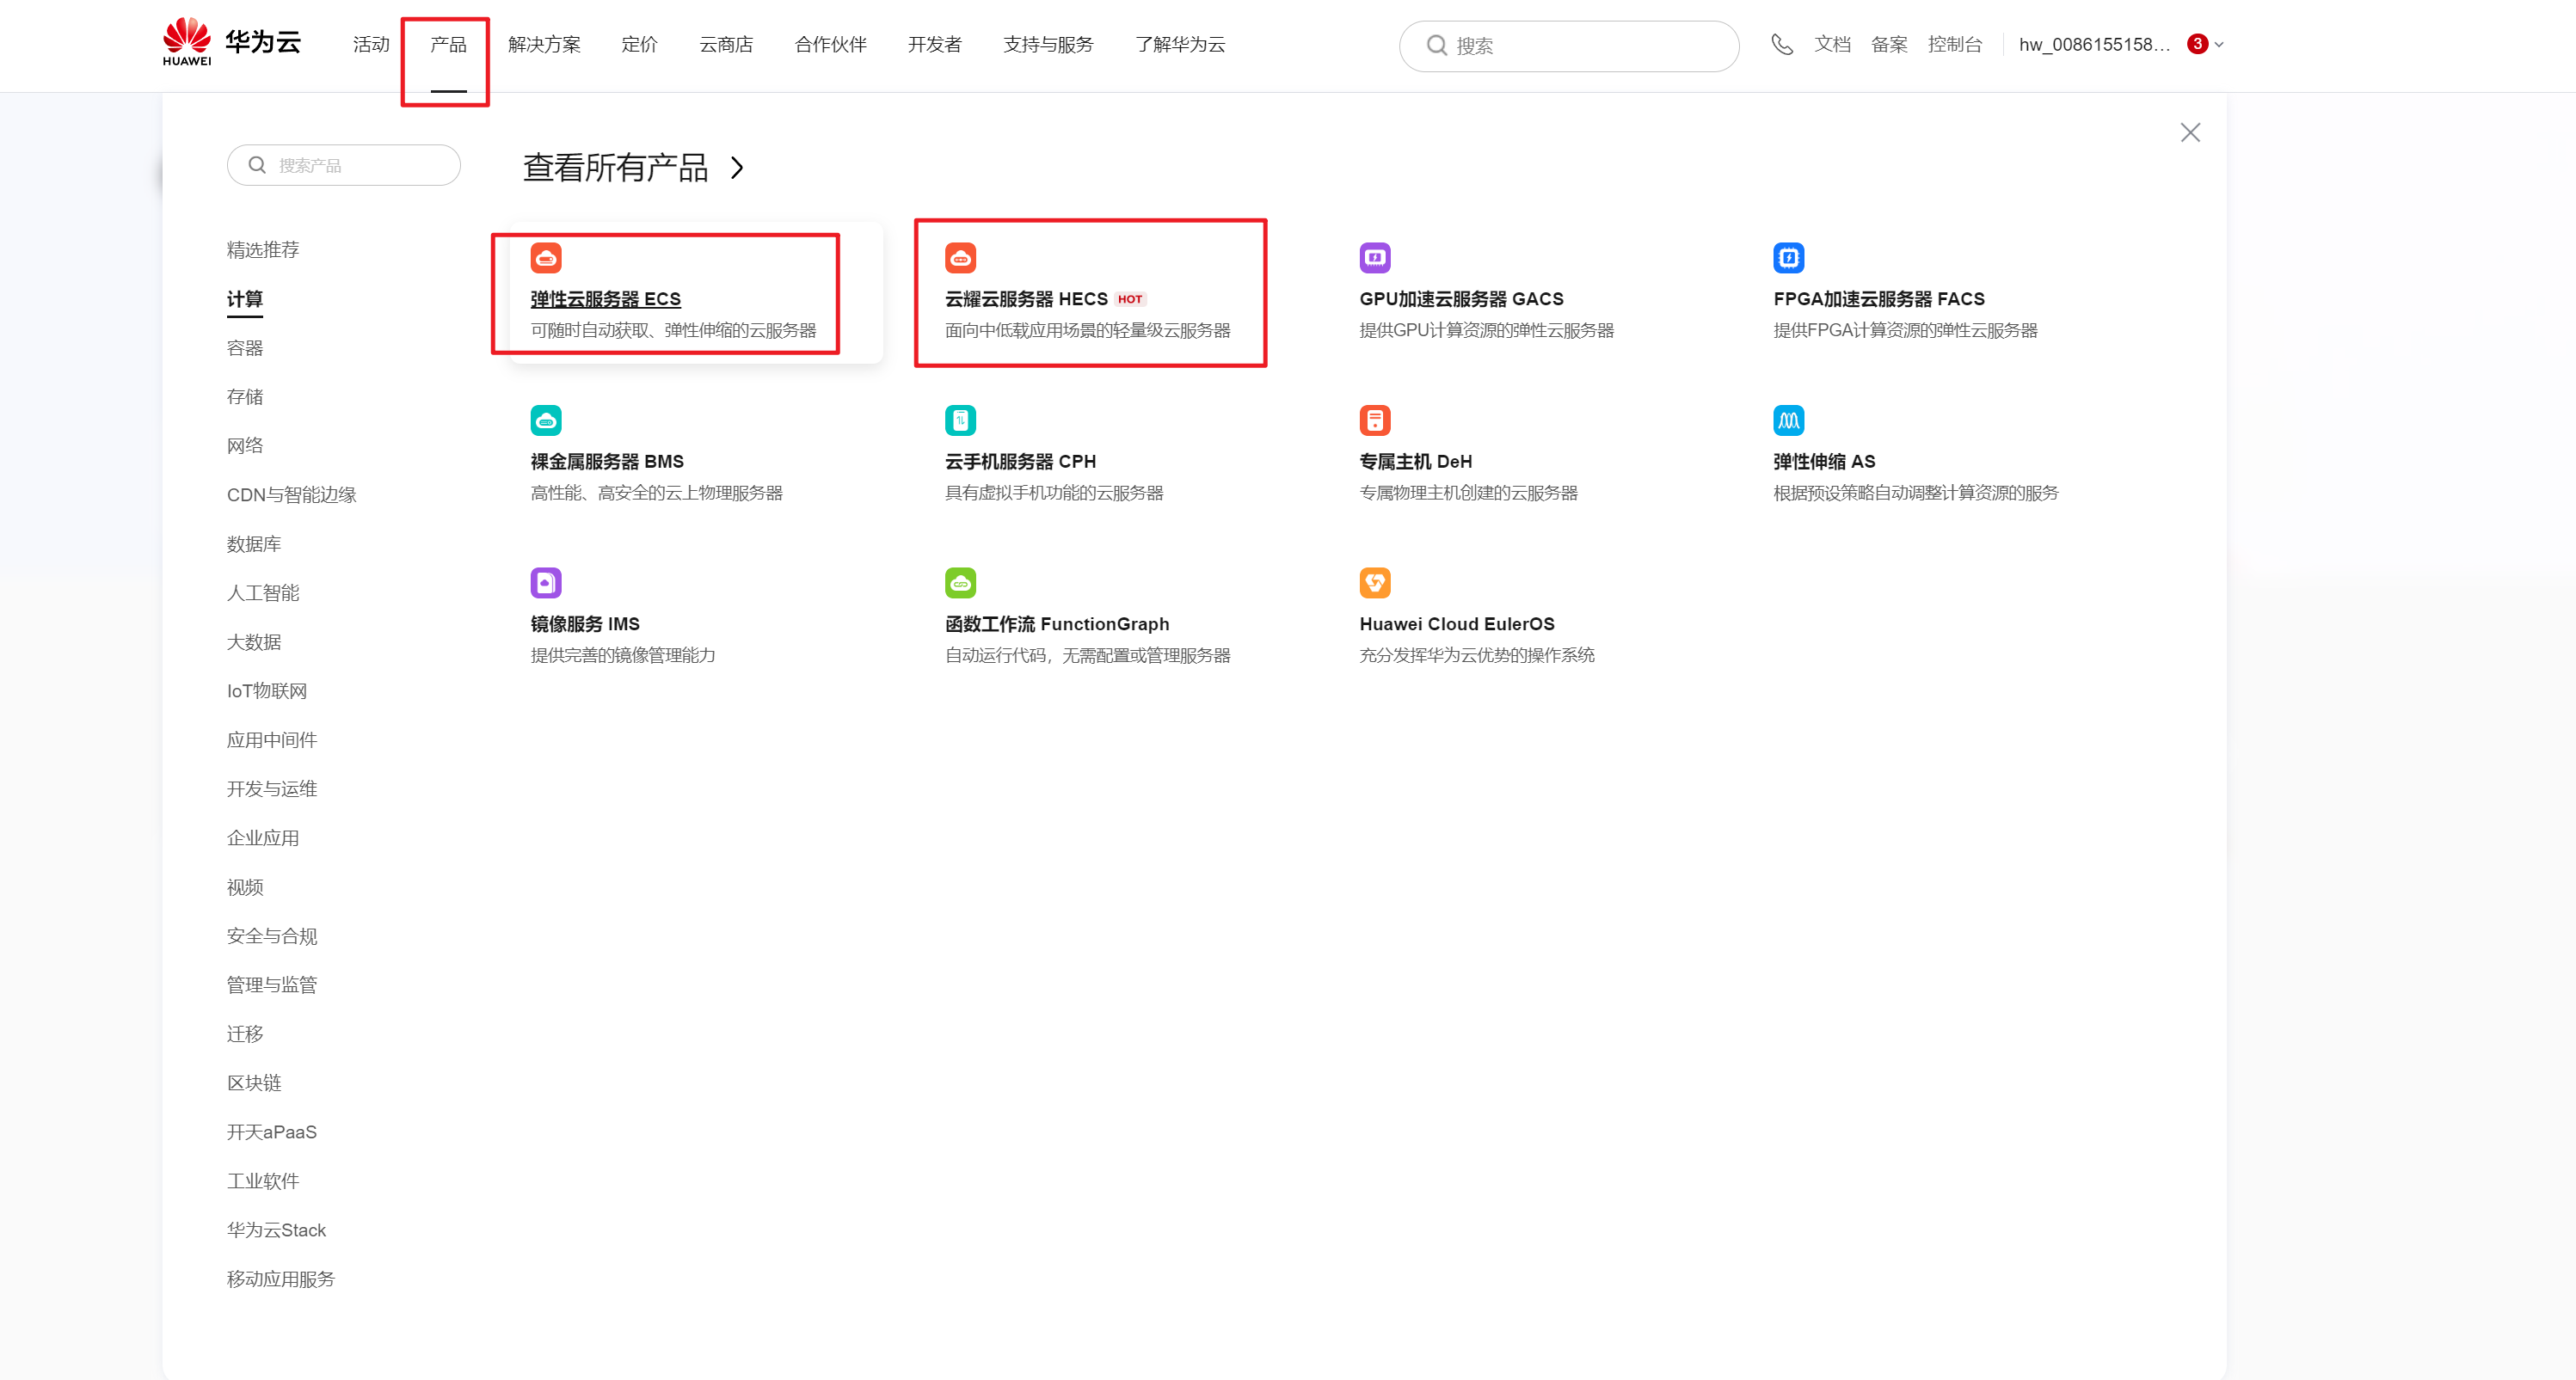 HUAWEI
华为云
活动 产品 解决方案 定价 云商店 合作伙伴 开发者 支持与服务 了解华为云
搜索
文档 备案 控制台 hw_0086155158... 3
搜索产品
查看所有产品
精选推荐
计算
容器
存储
网络
CDN与智能边缘
数据库
人工智能
大数据
IoT物联网
应用中间件
开发与运维
企业应用
视频
安全与合规
管理与监管
迁移
区块链
开天aPaaS
工业软件
华为云Stack
移动应用服务
弹性云服务器 ECS
可随时自动获取、弹性伸缩的云服务器
云耀云服务器 HECS HOT
面向中低载应用场景的轻量级云服务器
GPU加速云服务器 GACS
提供GPU计算资源的弹性云服务器
FPGA加速云服务器 FACS
提供FPGA计算资源的弹性云服务器
裸金属服务器 BMS
高性能、高安全的云上物理服务器
云手机服务器 CPH
具有虚拟手机功能的云服务器
专属主机 DeH
专属物理主机创建的云服务器
弹性伸缩 AS
根据预设策略自动调整计算资源的服务
镜像服务 IMS
提供完善的镜像管理能力
函数工作流 FunctionGraph
自动运行代码，无需配置或管理服务器
Huawei Cloud EulerOS
充分发挥华为云优势的操作系统